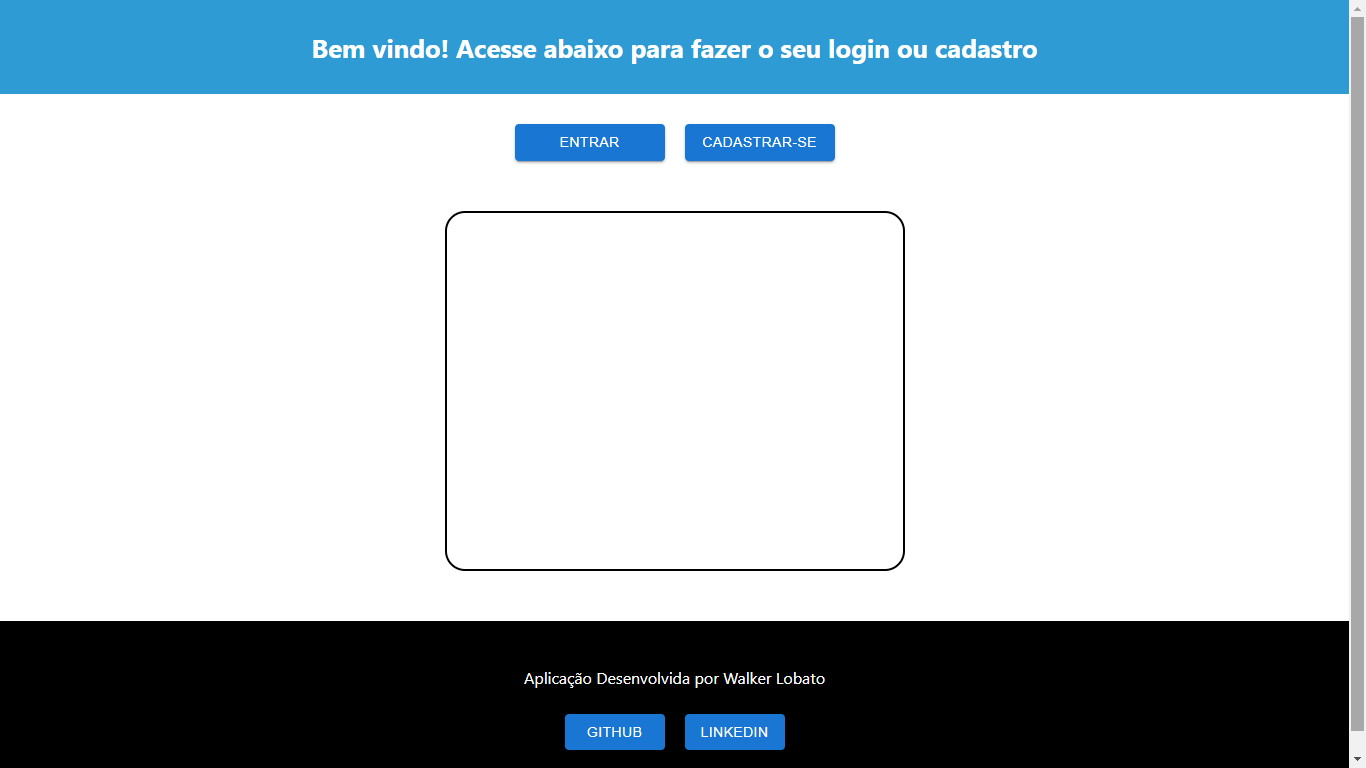 Bem vindo! Acesse abaixo para fazer o seu login ou cadastro
ENTRAR
CADASTRAR-SE
Aplicação Desenvolvida por Walker Lobato
GITHUB
LINKEDIN